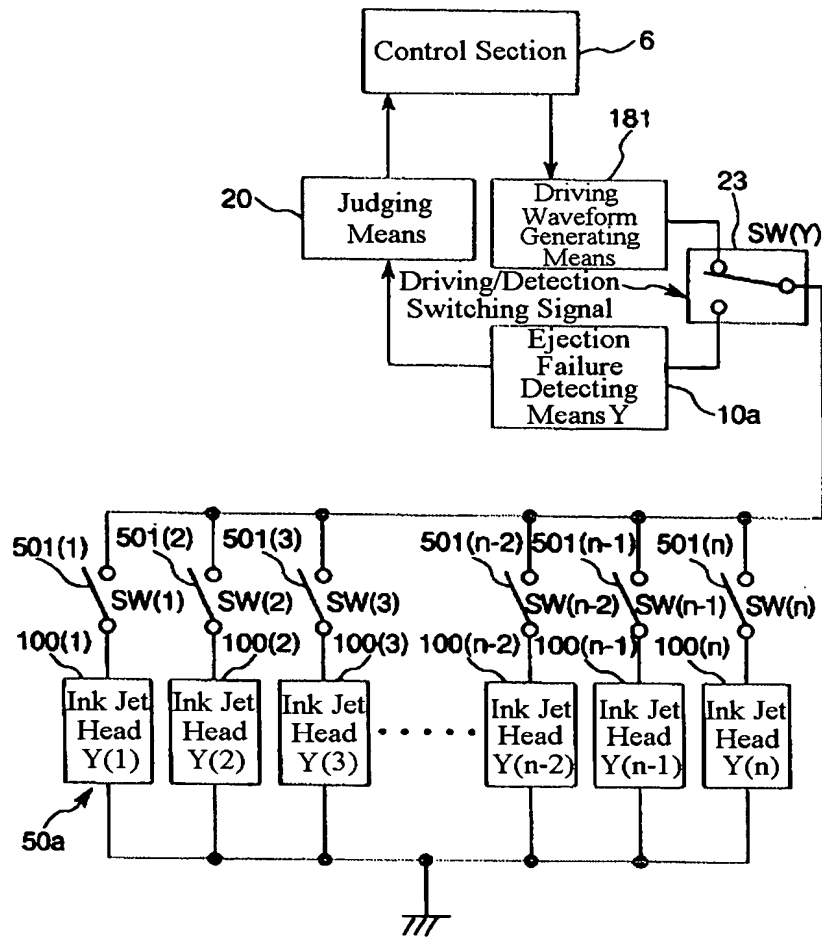 Control Section
6
181
20
Judging
Means
Driving
Waveform
Generating
Means
23
SW(Y)
Driving/Detection
Switching Signal
Ejection
Failure
Detecting
Means Y
10a
501(1)
501(2)
501(3)
501(n-2)
501(n-1)
501(n)
SW(1)
SW(2)
SW(3)
SW(n-2)
SW(n-1)
SW(n)
100(1)
100(2)
100(3)
100(n-2)
100(n-1)
100(n)
Ink Jet
Head
Y(1)
Ink Jet
Head
Y(2)
Ink Jet
Head
Y(3)
Ink Jet
Head
Y(n-2)
Ink Jet
Head
Y(n-1)
Ink Jet
Head
Y(n)
50a